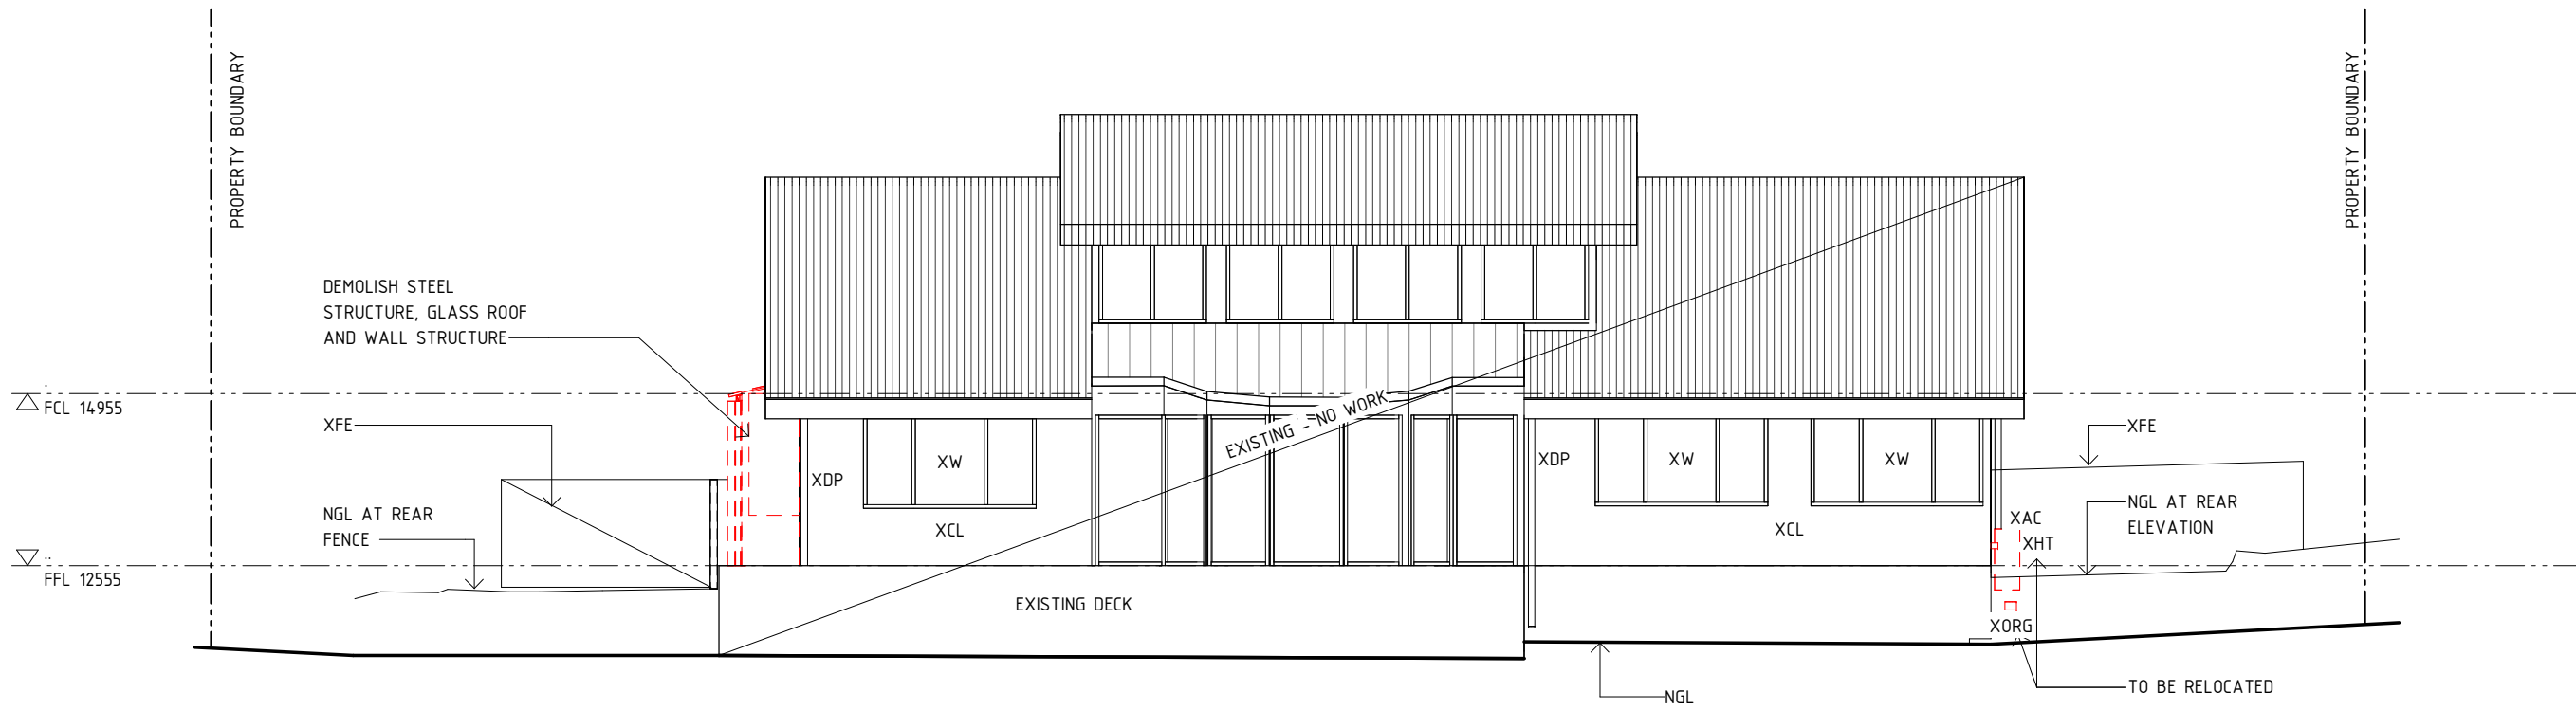 PROPERTY BOUNDARY
PROPERTY BOUNDARY
DEMOLISH STEEL
STRUCTURE, GLASS ROOF
AND WALL STRUCTURE
FCL 14955
XFE
NGL AT REAR
FENCE
FFL 12555
XDP
XW
XCL
EXISTING - NO WORK
EXISTING DECK
XDP
XW
XW
XCL
XFE
NGL AT REAR
ELEVATION
XAC
XHT
XORG
TO BE RELOCATED
NGL